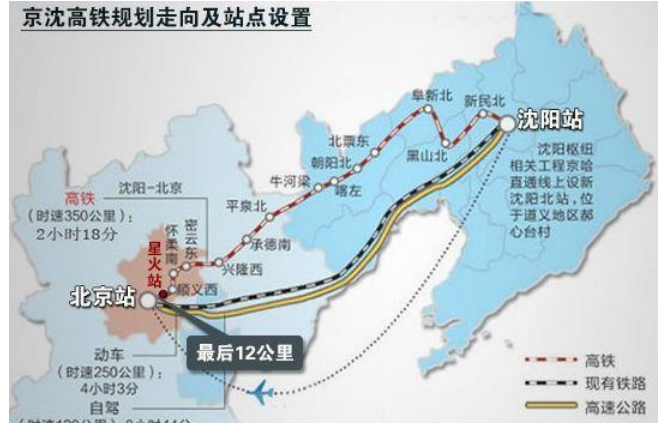 京沈高铁规划走向及站点设置
阜新北
新民北
沈阳站
北票东
黑山北
朝阳北
沈阳枢纽
相关工程京哈
直通线上设新
沈阳北站,位
于道义地区郝
心台村
牛河梁
喀左
沈阳-北京
高铁
(时速350公里):
2小时18分
平泉北
怀柔南
密云东
承德南
星火站
兴隆西
顺义西
北京站
最后12公里
动车
(时速250公里):
4小时3分
自驾
高铁
现有铁路
高速公路